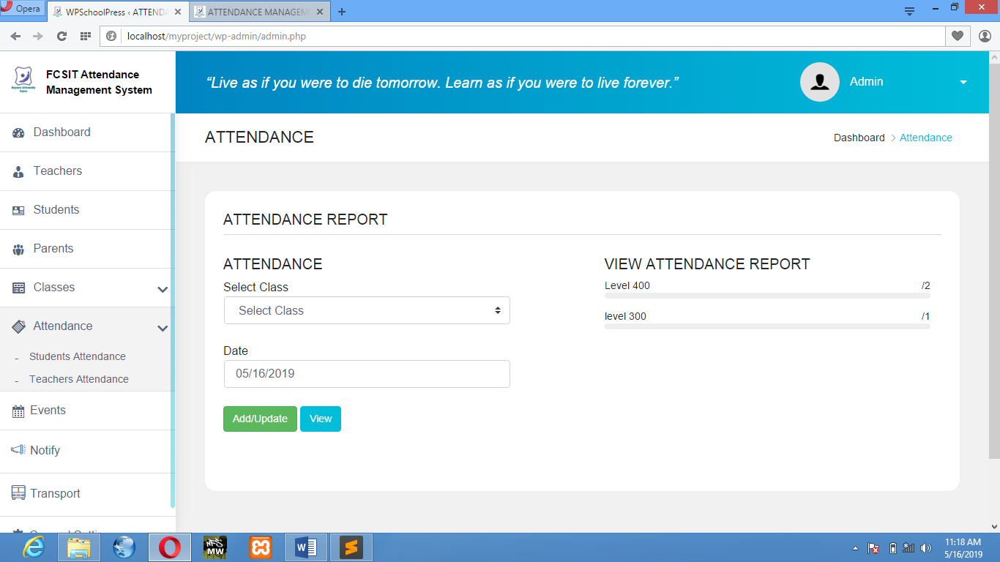 Opera
WPSchoolPress ‹ ATTENDA
ATTENDANCE MANAGEM
localhost/myproject/wp-admin/admin.php
FCSIT Attendance
Management System
“Live as if you were to die tomorrow. Learn as if you were to live forever.”
Admin
Dashboard
Teachers
Students
Parents
Classes
Attendance
- Students Attendance
- Teachers Attendance
Events
Notify
Transport
ATTENDANCE
Dashboard > Attendance
ATTENDANCE REPORT
ATTENDANCE
Select Class
Select Class
Date
05/16/2019
Add/Update
View
VIEW ATTENDANCE REPORT
Level 400 /2
level 300 /1
NFS
MW
11:18 AM
5/16/2019